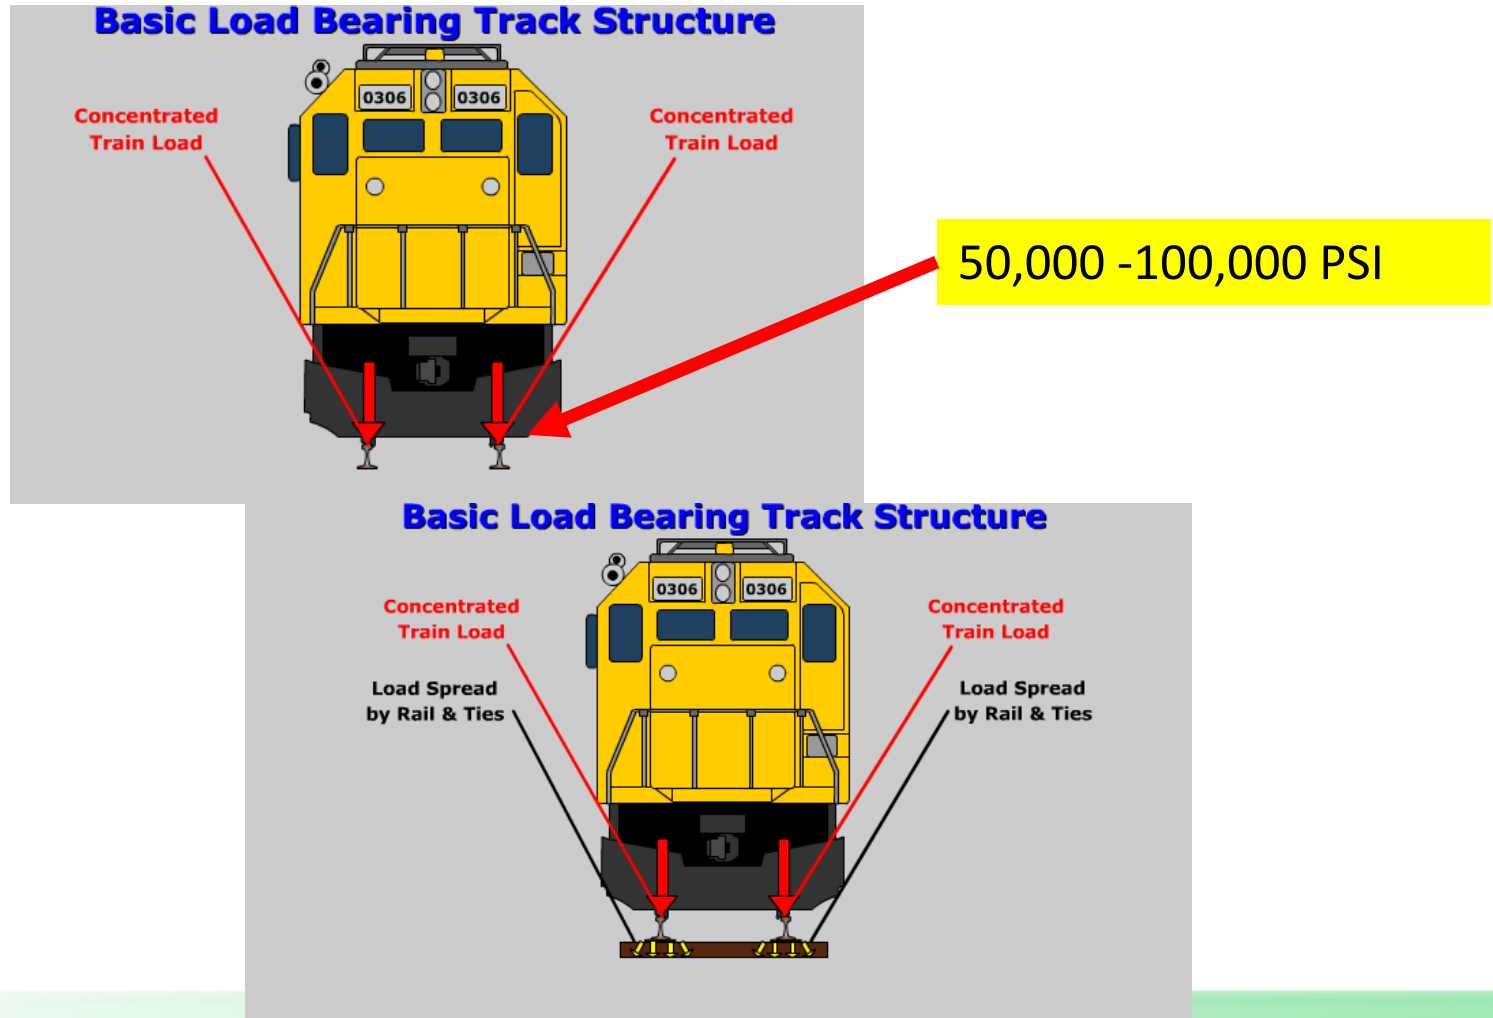 Basic Load Bearing Track Structure
0306
0306
Concentrated
Train Load
Concentrated
Train Load
50,000 -100,000 PSI
Basic Load Bearing Track Structure
0306
0306
Concentrated
Train Load
Concentrated
Train Load
Load Spread
by Rail & Ties
Load Spread
by Rail & Ties